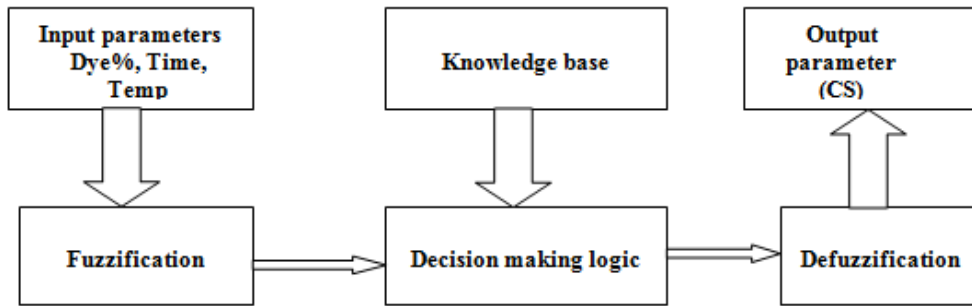 Input parameters
Dye%, Time,
Temp
Knowledge base
Output
parameter
(CS)
Fuzzification
Decision making logic
Defuzzification